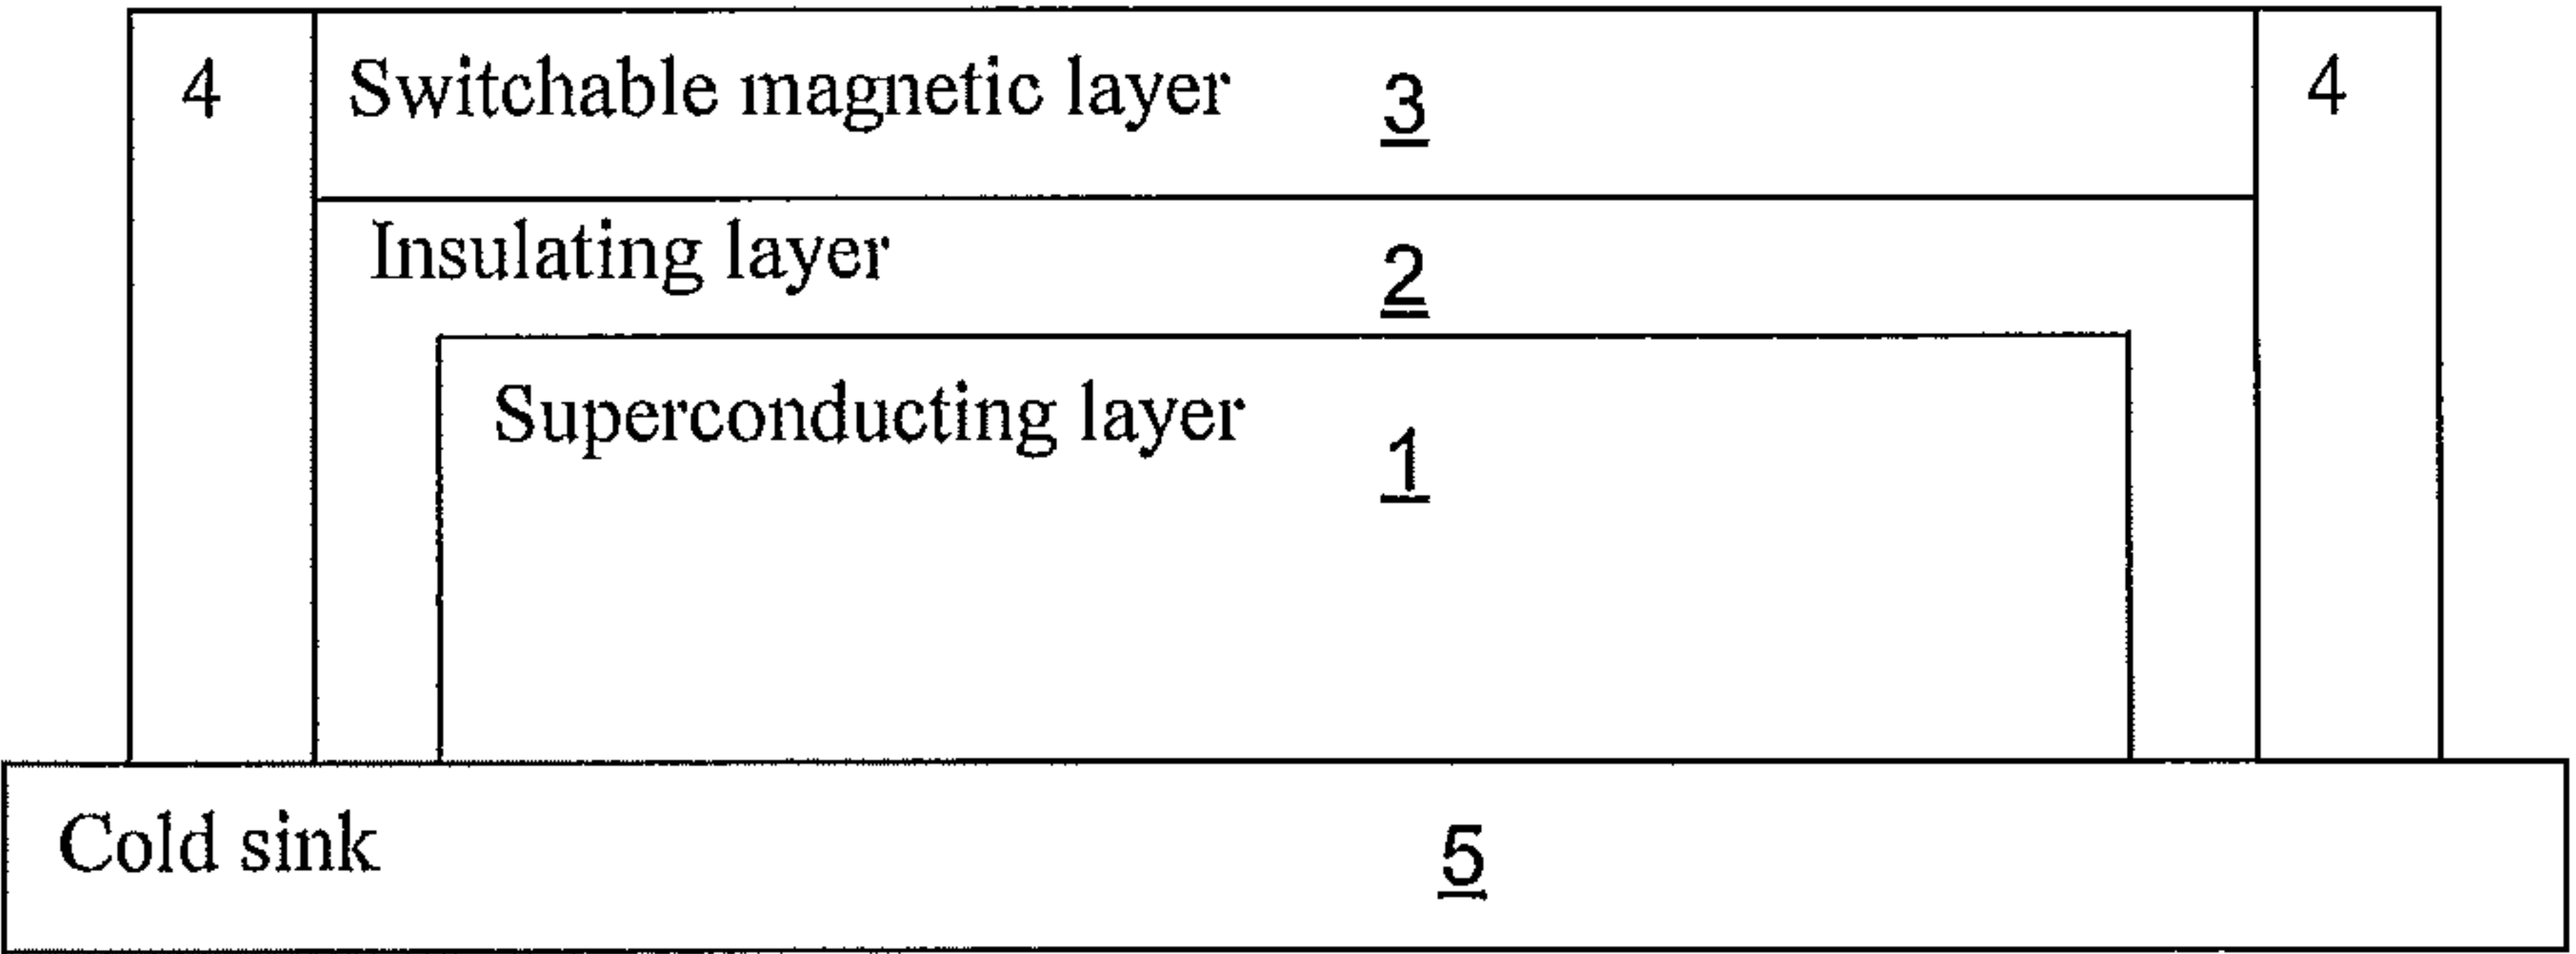 4 Switchable magnetic layer 3 4
Insulating layer 2
Superconducting layer 1
Cold sink 5